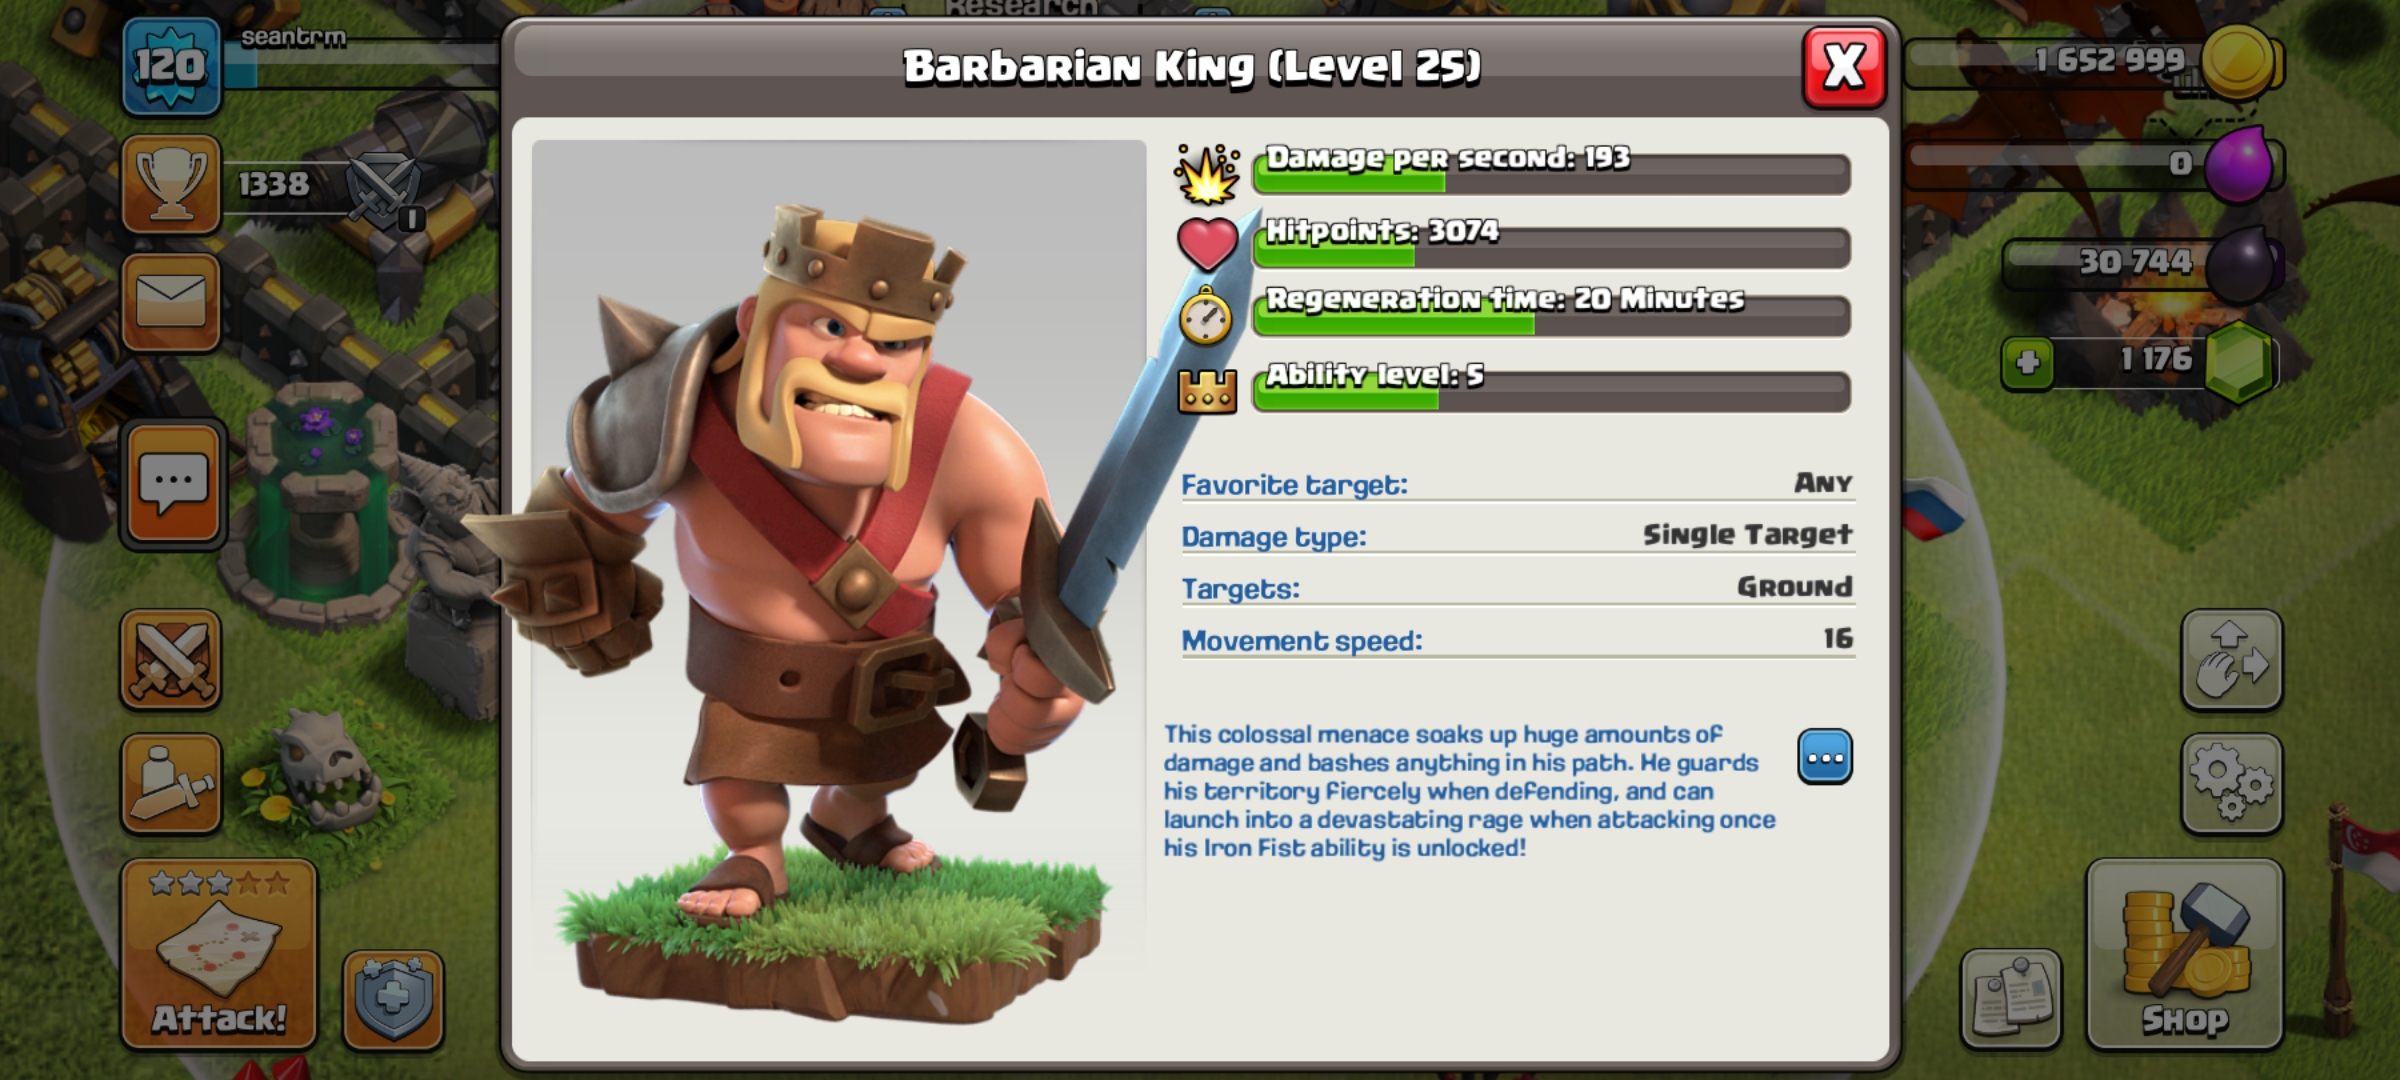 Research
120
seantrm
Barbarian King (Level 25)
X
1 652 999
1338
I
0
30 744
1 176
Damage per second: 193
Hitpoints: 3074
Regeneration time: 20 Minutes
Ability level: 5
Favorite target: Any
Damage type: Single Target
Targets: Ground
Movement speed: 16
This colossal menace soaks up huge amounts of
damage and bashes anything in his path. He guards
his territory fiercely when defending, and can
launch into a devastating rage when attacking once
his Iron Fist ability is unlocked!
Attack!
Shop